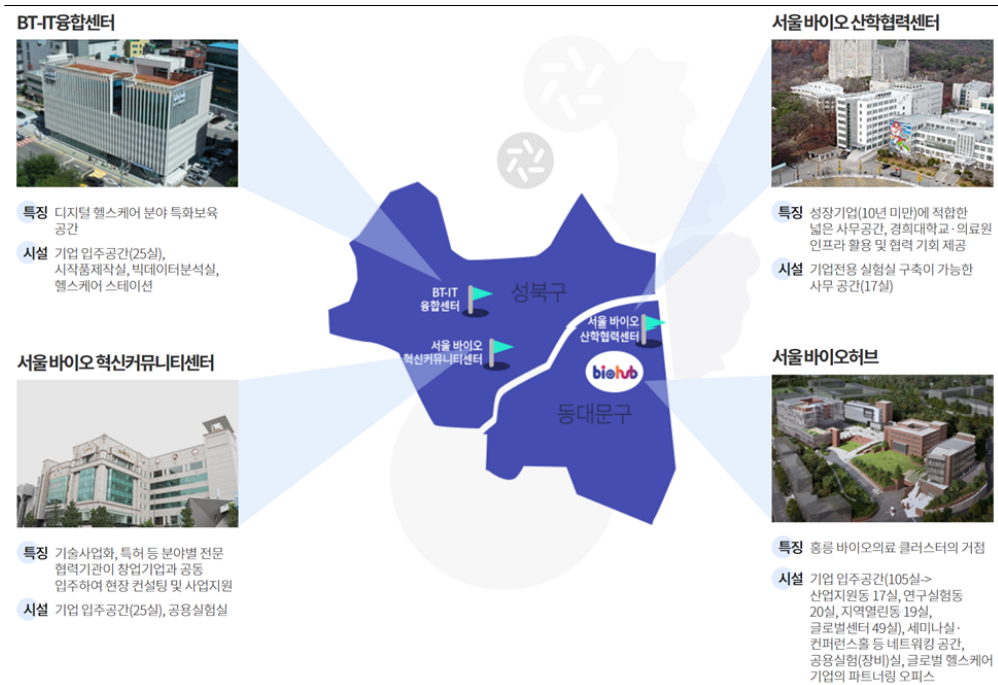 BT-IT융합센터
특징 디지털 헬스케어 분야 특화보육
공간
시설 기업 입주공간(25실),
시작품제작실, 빅데이터분석실,
헬스케어 스테이션
서울 바이오 혁신커뮤니티센터
특징 기술사업화, 특허 등 분야별 전문
협력기관이 창업기업과 공동
입주하여 현장 컨설팅 및 사업지원
시설 기업 입주공간(25실), 공용실험실
성북구
BT-IT
융합센터
서울 바이오
혁신커뮤니티센터
서울 바이오
산학협력센터
biohub
동대문구
서울 바이오 산학협력센터
특징 성장기업(10년 미만)에 적합한
넓은 사무공간, 경희대학교·의료원
인프라 활용 및 협력 기회 제공
시설 기업전용 실험실 구축이 가능한
사무 공간(17실)
서울 바이오허브
특징 홍릉 바이오의료 클러스터의 거점
시설 기업 입주공간(105실->
산업지원동 17실, 연구실험동
20실, 지역열린동 19실,
글로벌센터 49실), 세미나실·
컨퍼런스홀 등 네트워킹 공간,
공용실험(장비)실, 글로벌 헬스케어
기업의 파트너링 오피스